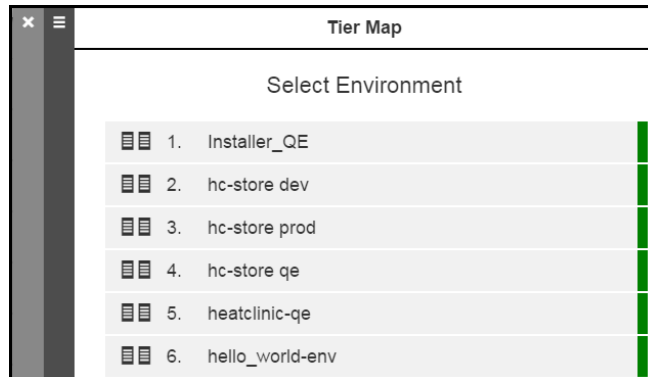 Tier Map
Select Environment
1. Installer_QE
2. hc-store dev
3. hc-store prod
4. hc-store qe
5. heatclinic-qe
6. hello_world-env